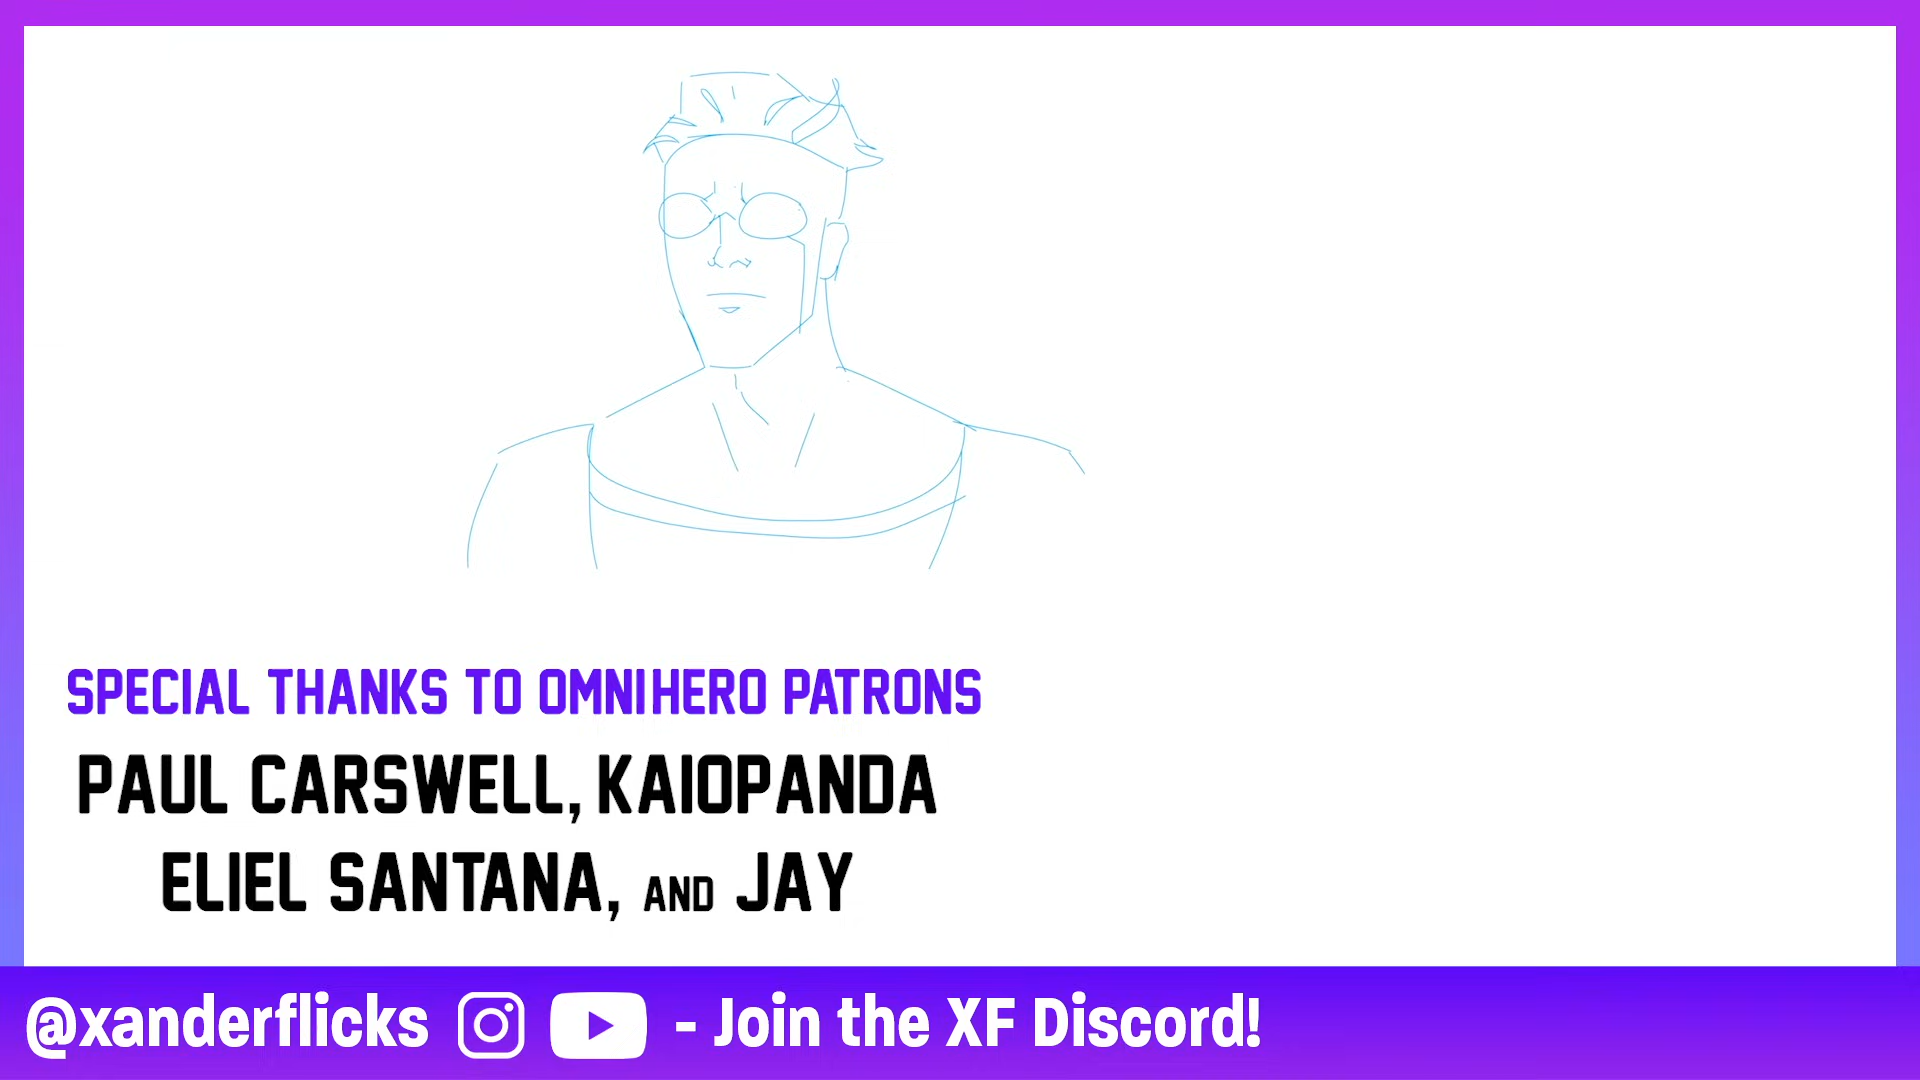 SPECIAL THANKS TO OMNIHERO PATRONS
PAUL CARSWELL, KAIOPANDA
ELIEL SANTANA, AND JAY
@xanderflicks - Join the XF Discord!